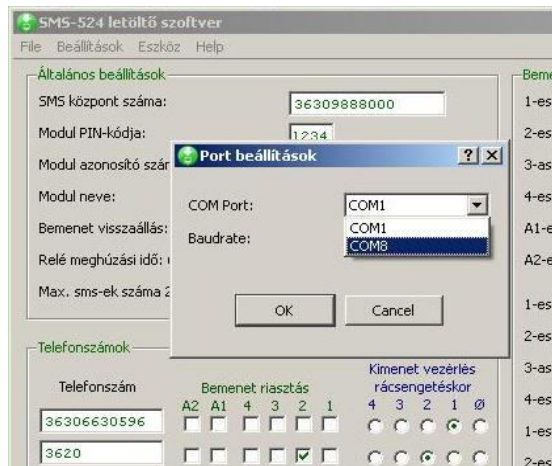 SMS-524 letöltő szoftver
File Beállítások Eszköz Help
Általános beállítások
SMS központ száma: 36309888000
Modul PIN-kódja: 1234
Modul azonosító szám
Modul neve:
Bemenet visszaállás:
Relé meghúzási idő:
Max. sms-ek száma 2
Port beállítások
COM Port: COM1
COM1
COM8
Baudrate:
OK Cancel
Telefonszámok
Telefonszám
Bemenet riasztás
A2 A1 4 3 2 1
Kimenet vezérlés
rácsengetéskor
4 3 2 1 Ø
36306630596
3620
Beme
1-es
2-es
3-as
4-es
A1-e
A2-e
1-es
2-es
3-as
4-es
1-es
2-es